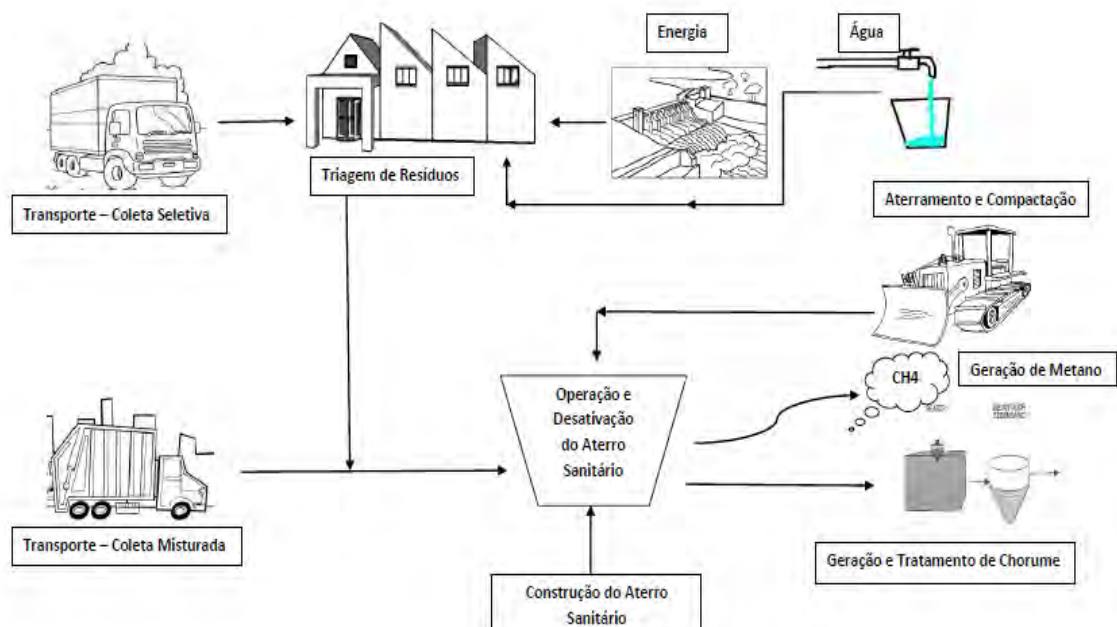 Energia
Água
Triagem de Resíduos
Transporte – Coleta Seletiva
Aterramento e Compactação
Geração de Metano
CH4
Operação e
Desativação
do Aterro
Sanitário
Transporte – Coleta Misturada
Geração e Tratamento de Chorume
Construção do Aterro
Sanitário